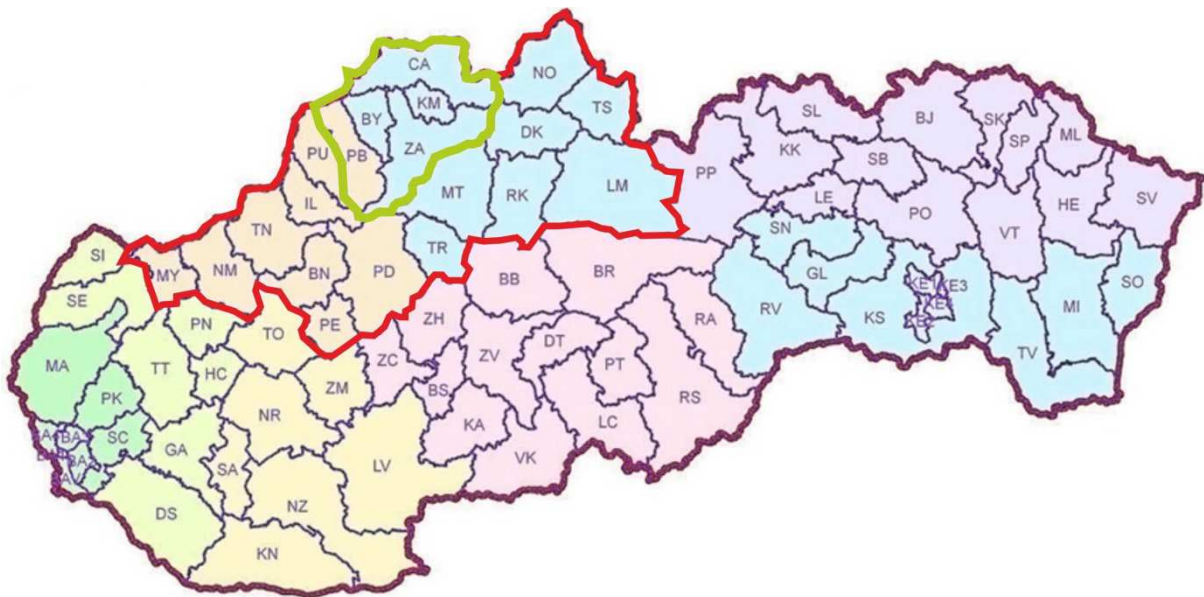 NO
CA
TS
KM
SL
BJ
SK
ML
BY
DK
SP
PU
PB
ZA
KK
SB
PP
LM
IL
MT
RK
LE
PO
HE
SV
TN
SN
VT
SI
MY
NM
BN
PD
TR
BB
BR
GL
KE1
KE3
SO
SE
PE
RV
KS
MI
PN
TO
ZH
RA
TV
MA
TT
HC
ZM
ZC
ZV
DT
PT
PK
BS
RS
NR
SC
GA
KA
LC
SA
LV
VK
DS
NZ
KN